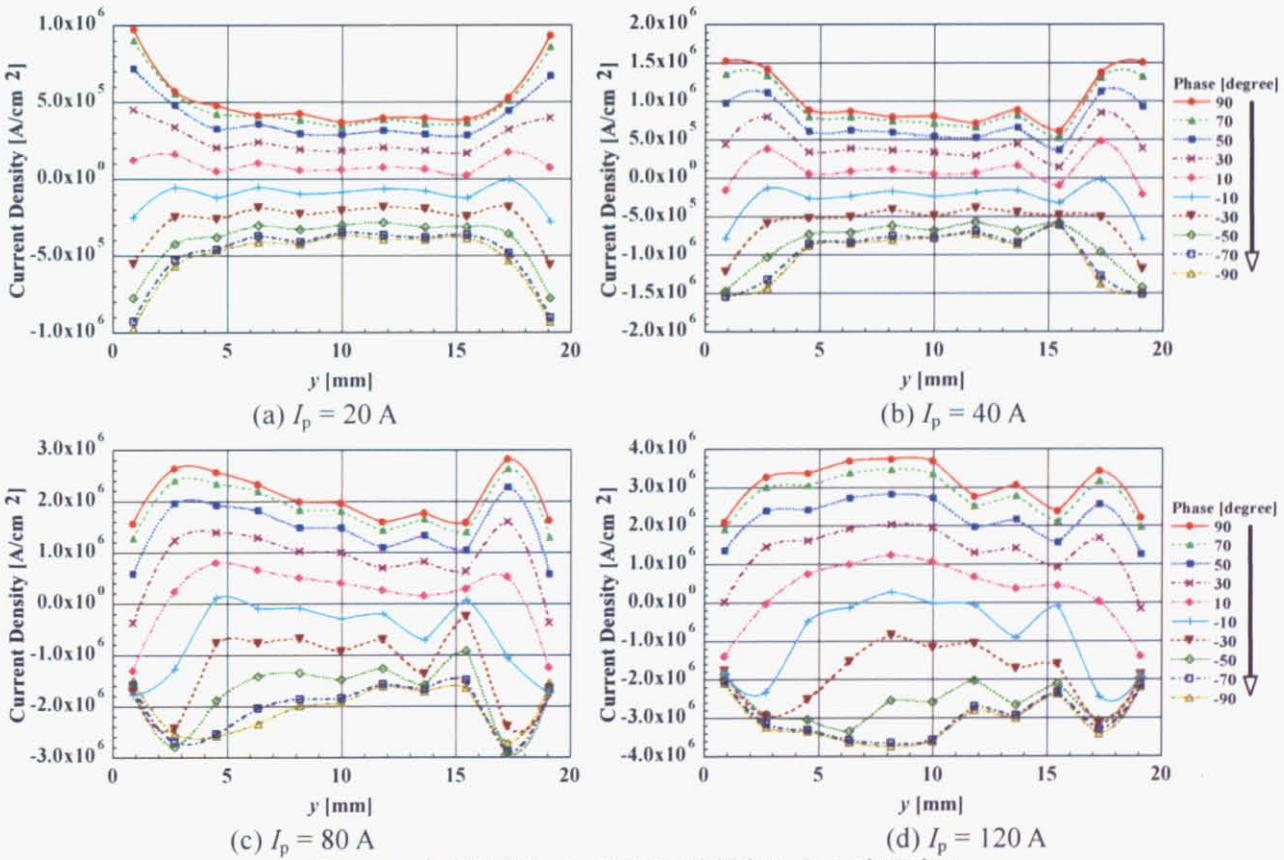 1.0x10^6
5.0x10^5
0.0x10^0
-5.0x10^5
-1.0x10^6
Current Density [A/cm 2]
0 5 10 15 20
y [mm]
(a) I_p = 20 A
2.0x10^6
1.5x10^6
1.0x10^6
5.0x10^5
0.0x10^0
-5.0x10^5
-1.0x10^6
-1.5x10^6
-2.0x10^6
Current Density [A/cm 2]
0 5 10 15 20
y [mm]
(b) I_p = 40 A
Phase [degree]
90
70
50
30
10
-10
-30
-50
-70
-90
3.0x10^6
2.0x10^6
1.0x10^6
0.0x10^0
-1.0x10^6
-2.0x10^6
-3.0x10^6
Current Density [A/cm 2]
0 5 10 15 20
y [mm]
(c) I_p = 80 A
4.0x10^6
3.0x10^6
2.0x10^6
1.0x10^6
0.0x10^0
-1.0x10^6
-2.0x10^6
-3.0x10^6
-4.0x10^6
Current Density [A/cm 2]
0 5 10 15 20
y [mm]
(d) I_p = 120 A
Phase [degree]
90
70
50
30
10
-10
-30
-50
-70
-90